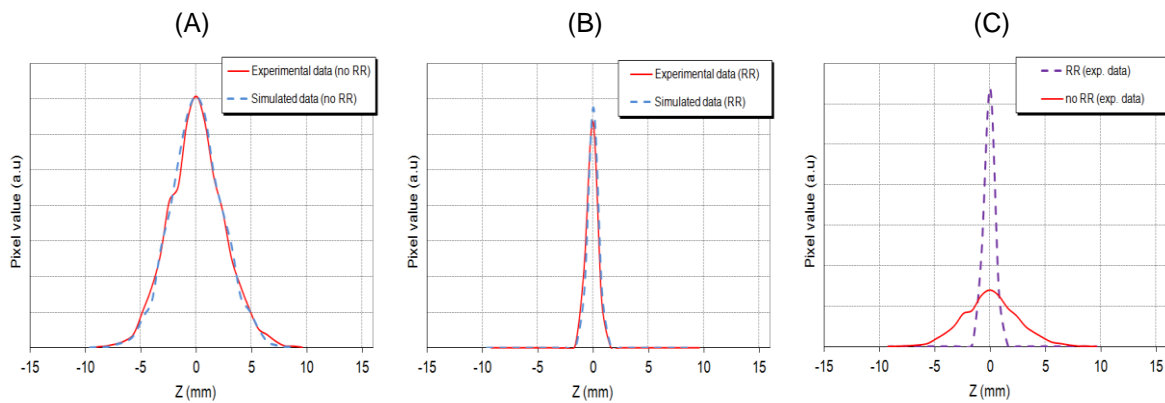 (A)
(B)
(C)
Experimental data (no RR)
Simulated data (no RR)
Pixel value (a.u)
-15 -10 -5 0 5 10 15
Z (mm)
Experimental data (RR)
Simulated data (RR)
Pixel value (a.u)
-15 -10 -5 0 5 10 15
Z (mm)
RR (exp. data)
no RR (exp. data)
Pixel value (a.u)
-15 -10 -5 0 5 10 15
Z (mm)